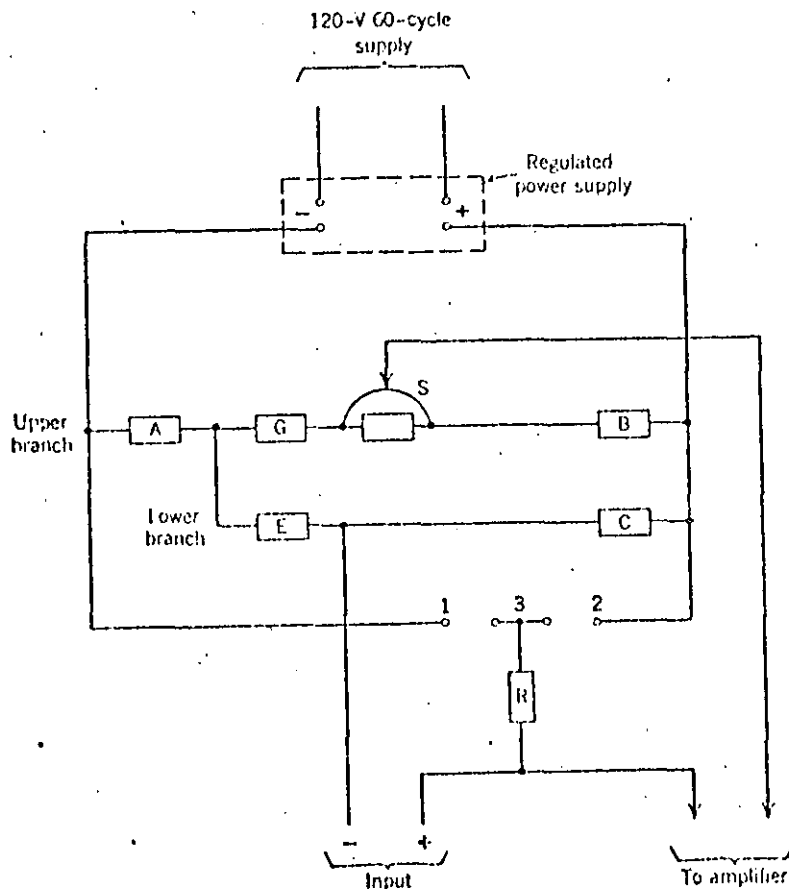 120-V 60-cycle
supply
Regulated
power supply
-
+
S
Upper
branch
A
G
B
Lower
branch
E
C
1
3
2
R
-
+
Input
To amplifier